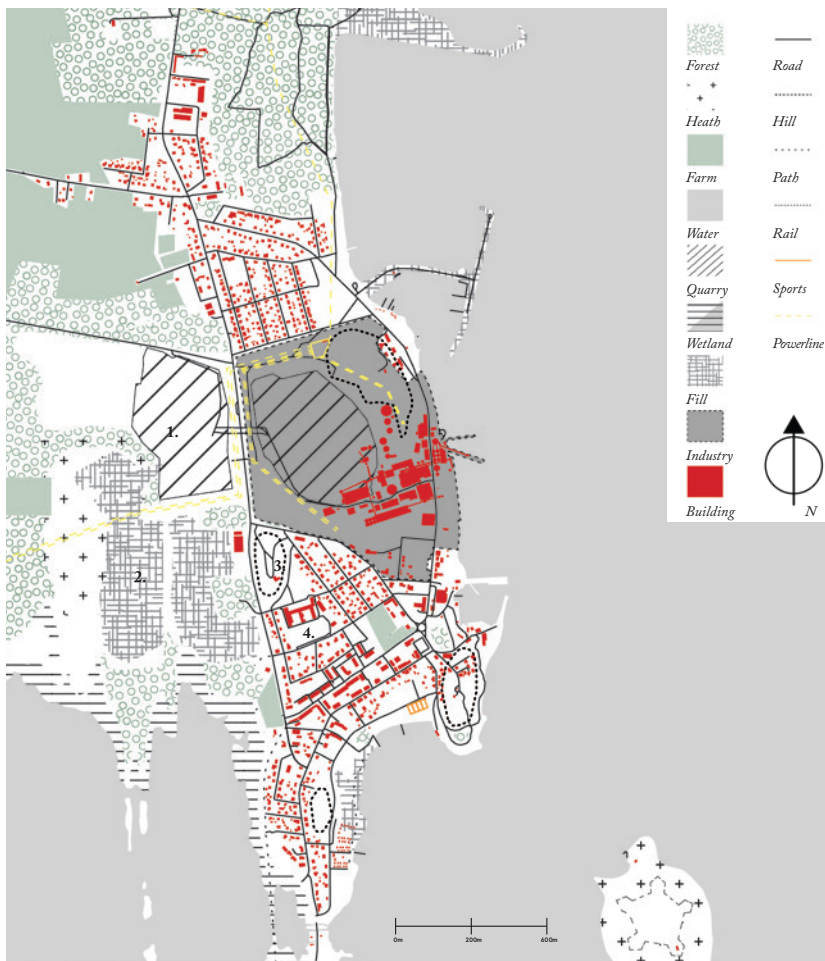 Forest
Road
Heath
Hill
Farm
Path
Water
Rail
Quarry
Sports
Wetland
Powerline
Fill
Industry
Building
N
1.
2.
3.
4.
0m
200m
400m